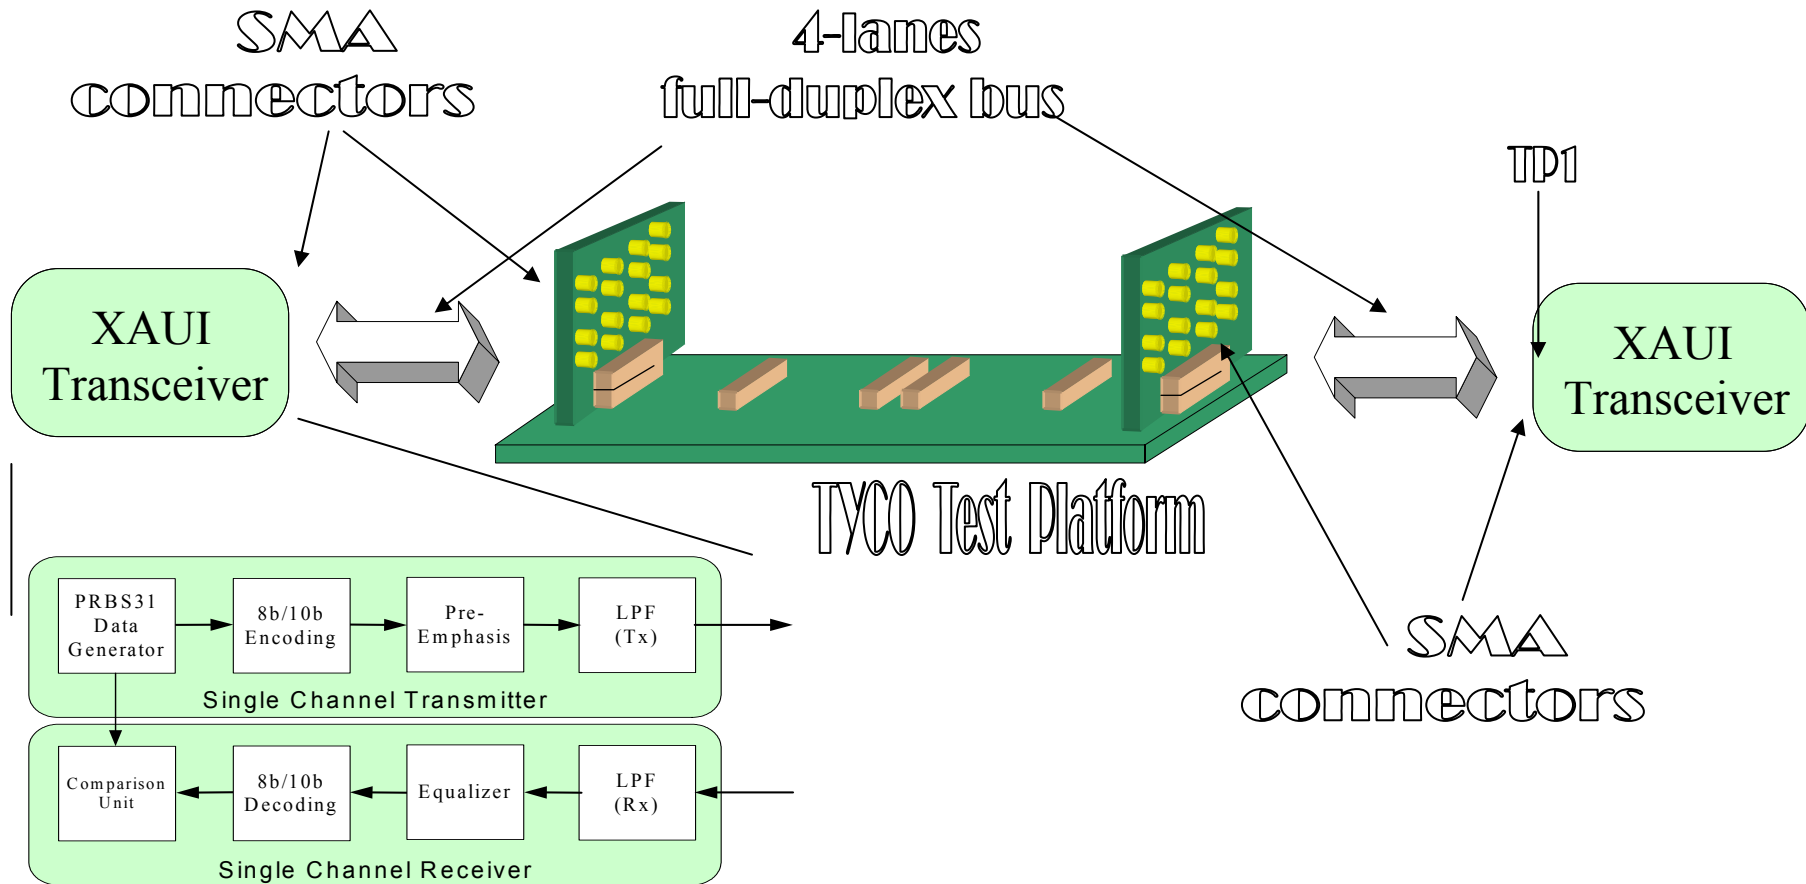 SMA
connectors
4-lanes
full-duplex bus
TP1
XAUI
Transceiver
XAUI
Transceiver
TYCO Test Platform
SMA
connectors
PRBS31
Data
Generator
8b/10b
Encoding
Pre-
Emphasis
LPF
(Tx)
Single Channel Transmitter
Comparison
Unit
8b/10b
Decoding
Equalizer
LPF
(Rx)
Single Channel Receiver